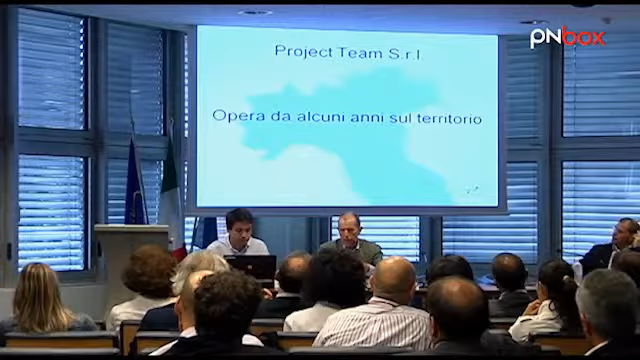 pnbox
Project Team S.r.l.
Opera da alcuni anni sul territorio